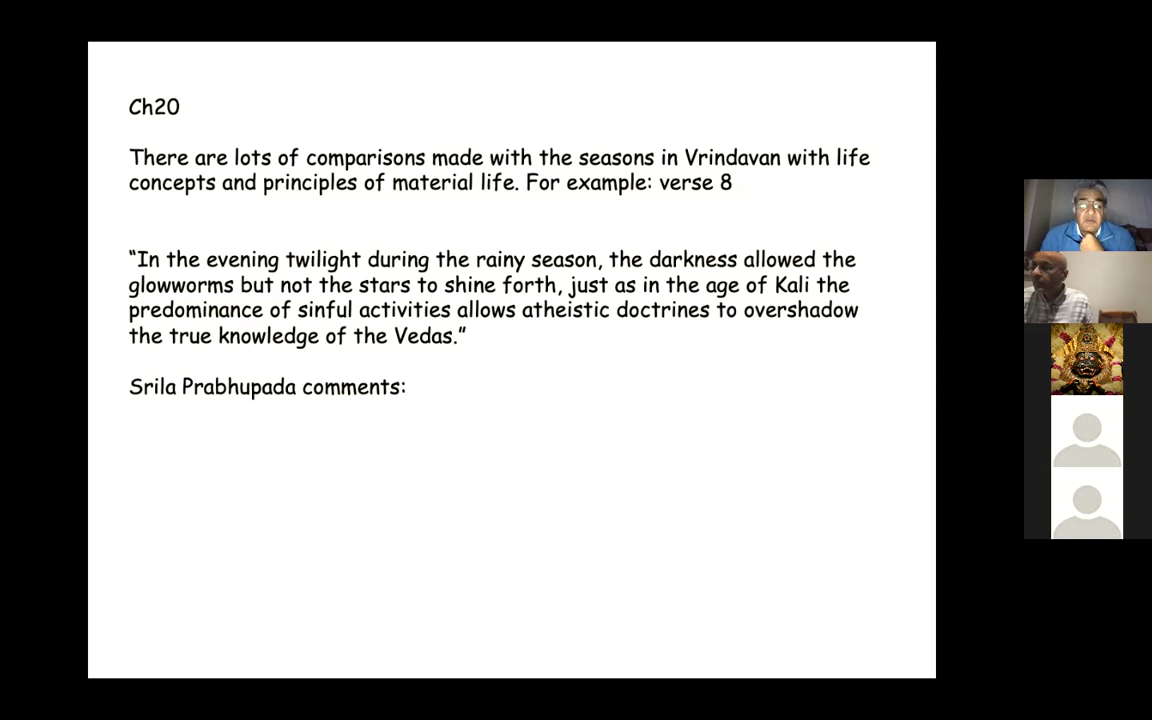 Ch20
There are lots of comparisons made with the seasons in Vrindavan with life
concepts and principles of material life. For example: verse 8
“In the evening twilight during the rainy season, the darkness allowed the
glowworms but not the stars to shine forth, just as in the age of Kali the
predominance of sinful activities allows atheistic doctrines to overshadow
the true knowledge of the Vedas.”
Srila Prabhupada comments: